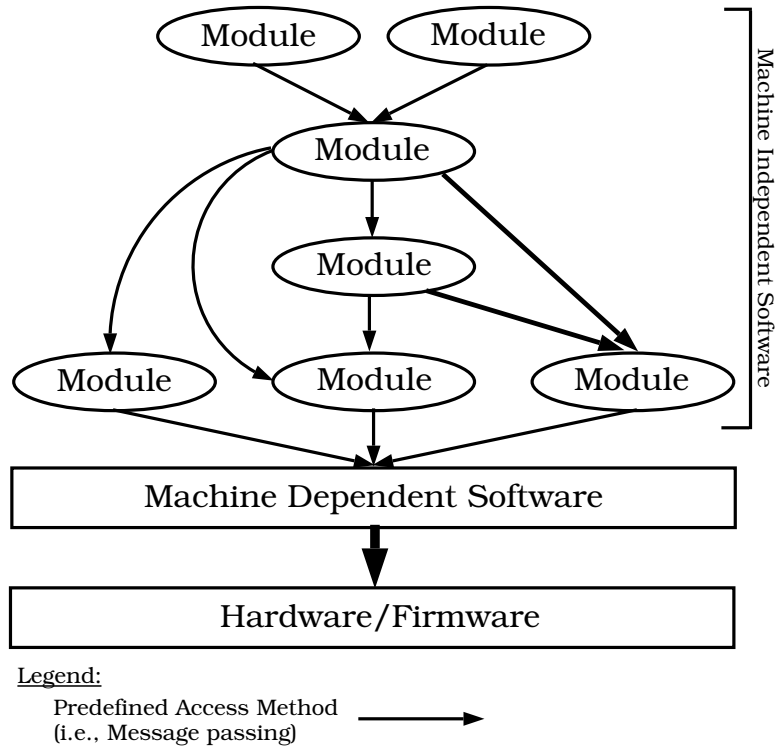 Module
Module
Module
Module
Module
Module
Module
Machine Independent Software
Machine Dependent Software
Hardware/Firmware
Legend:
Predefined Access Method
(i.e., Message passing)